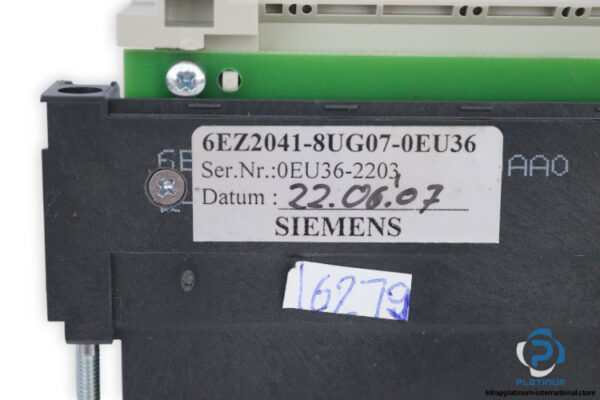 6EZ2041-8UG07-0EU36
6E AA0
Ser.Nr.:0EU36-2203
Datum : 22.06.07
SIEMENS
16279
PLATINUM
info@platinum-international.store